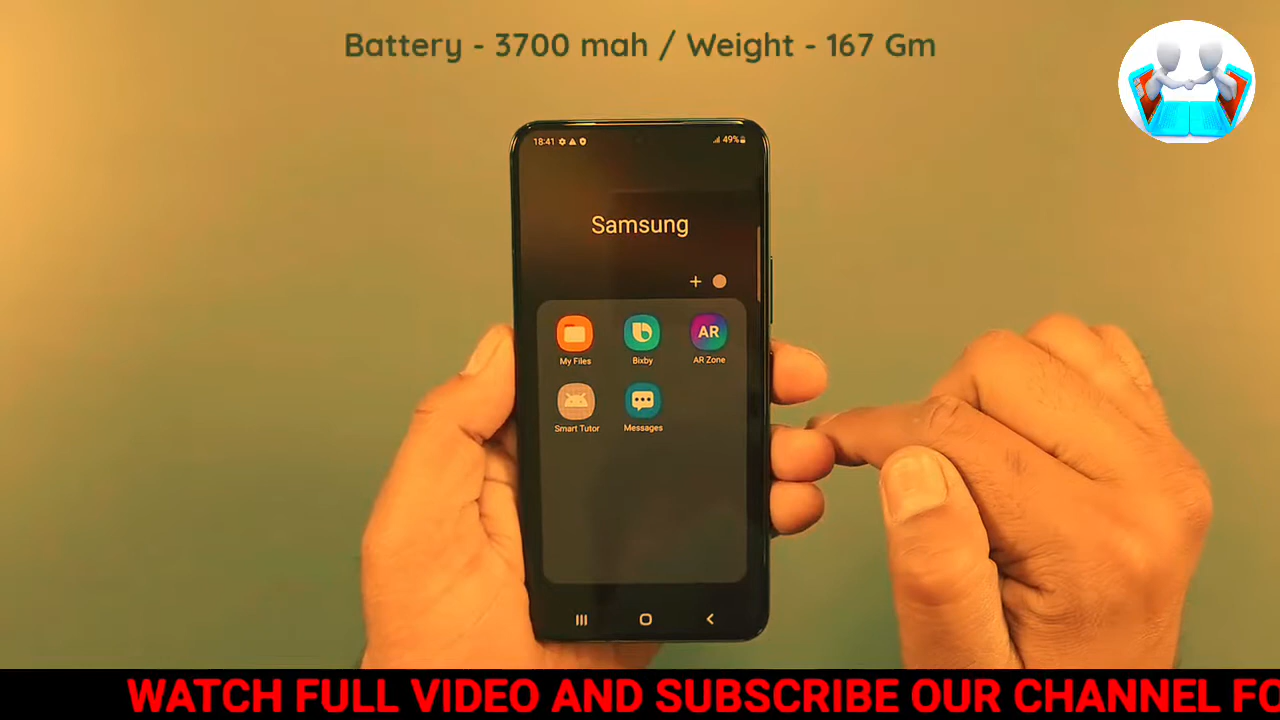 Battery - 3700 mah / Weight - 167 Gm
18:41
49%
Samsung
+
AR
My Files
Bixby
AR Zone
Smart Tutor
Messages
WATCH FULL VIDEO AND SUBSCRIBE OUR CHANNEL FO